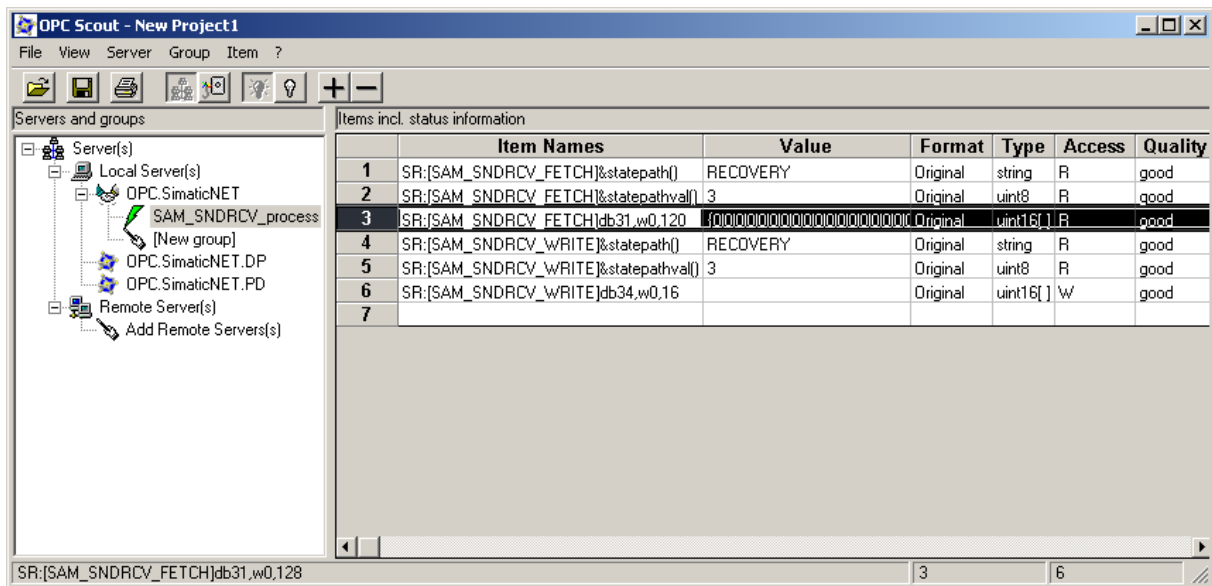 OPC Scout - New Project1
File View Server Group Item ?
Servers and groups
Items incl. status information
Server(s)
Local Server(s)
OPC.SimaticNET
SAM_SNDRCV_process
[New group]
OPC.SimaticNET.DP
OPC.SimaticNET.PD
Remote Server(s)
Add Remote Servers(s)
Item Names Value Format Type Access Quality
1 SR:[SAM_SNDRCV_FETCH]&statepath() RECOVERY Original string R good
2 SR:[SAM_SNDRCV_FETCH]&statepathval() 3 Original uint8 R good
3 SR:[SAM_SNDRCV_FETCH]db31,w0,120 Original uint16[ ] R good
4 SR:[SAM_SNDRCV_WRITE]&statepath() RECOVERY Original string R good
5 SR:[SAM_SNDRCV_WRITE]&statepathval() 3 Original uint8 R good
6 SR:[SAM_SNDRCV_WRITE]db34,w0,16 Original uint16[ ] W good
7
SR:[SAM_SNDRCV_FETCH]db31,w0,128 3 6